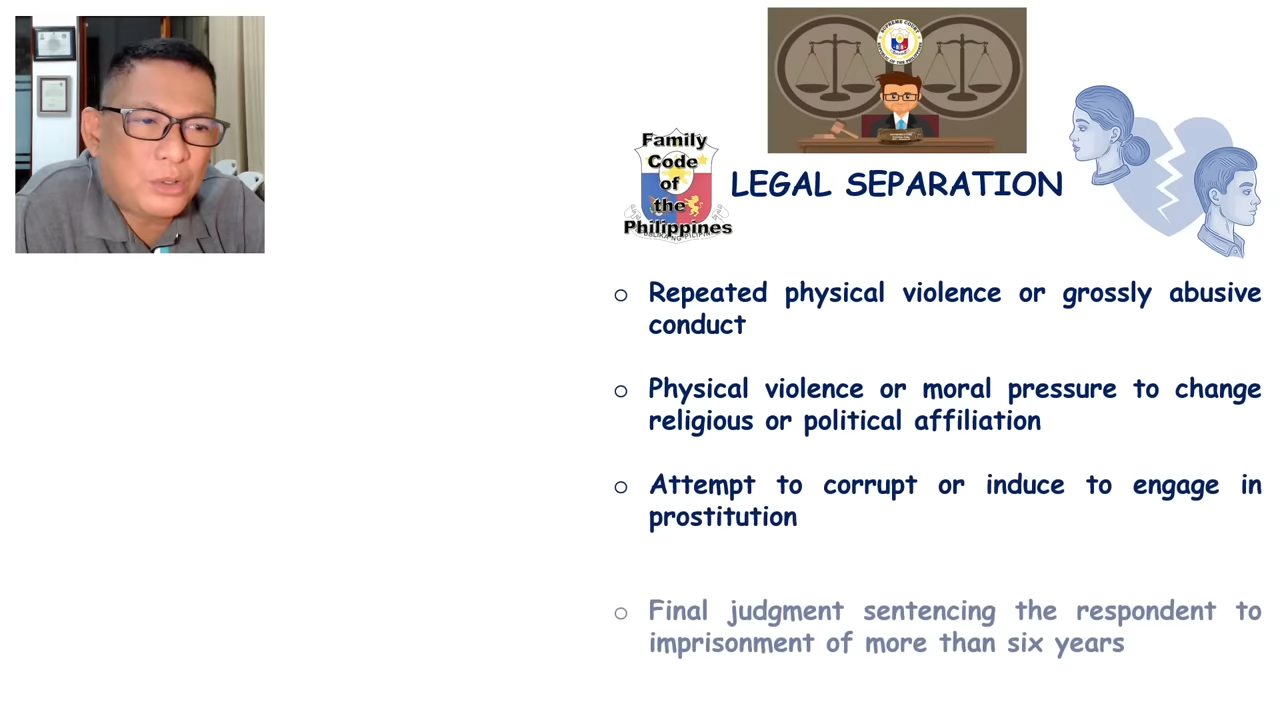 Family
Code
of
the
Philippines
SUPREME COURT
LEGAL SEPARATION
o Repeated physical violence or grossly abusive
conduct
o Physical violence or moral pressure to change
religious or political affiliation
o Attempt to corrupt or induce to engage in
prostitution
o Final judgment sentencing the respondent to
imprisonment of more than six years